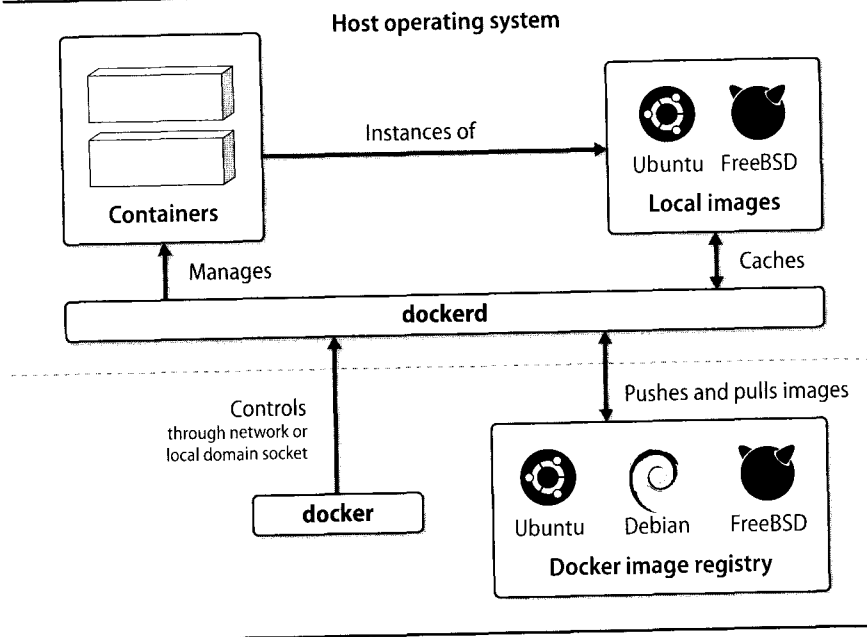 Host operating system
Instances of
Ubuntu FreeBSD
Containers
Local images
Manages
Caches
dockerd
Controls
through network or
local domain socket
Pushes and pulls images
docker
Ubuntu Debian FreeBSD
Docker image registry